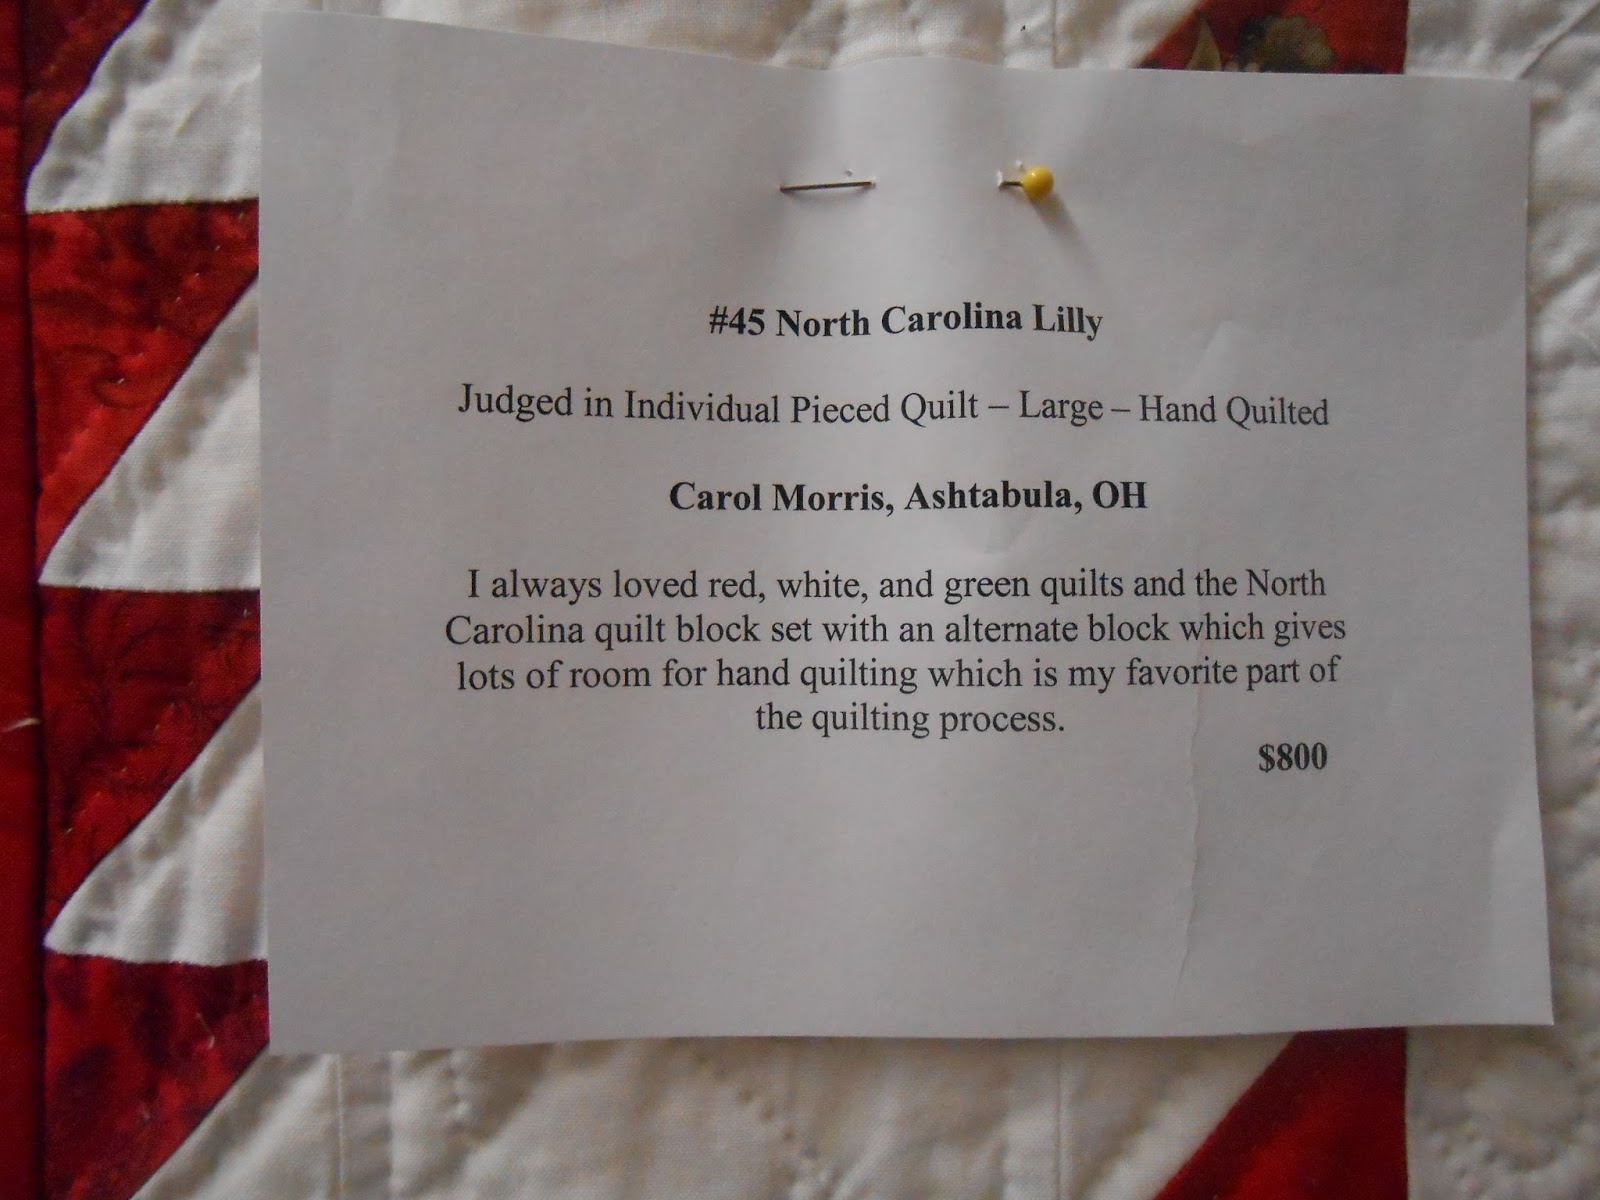 #45 North Carolina Lilly
Judged in Individual Pieced Quilt – Large – Hand Quilted
Carol Morris, Ashtabula, OH
I always loved red, white, and green quilts and the North
Carolina quilt block set with an alternate block which gives
lots of room for hand quilting which is my favorite part of
the quilting process.
$800